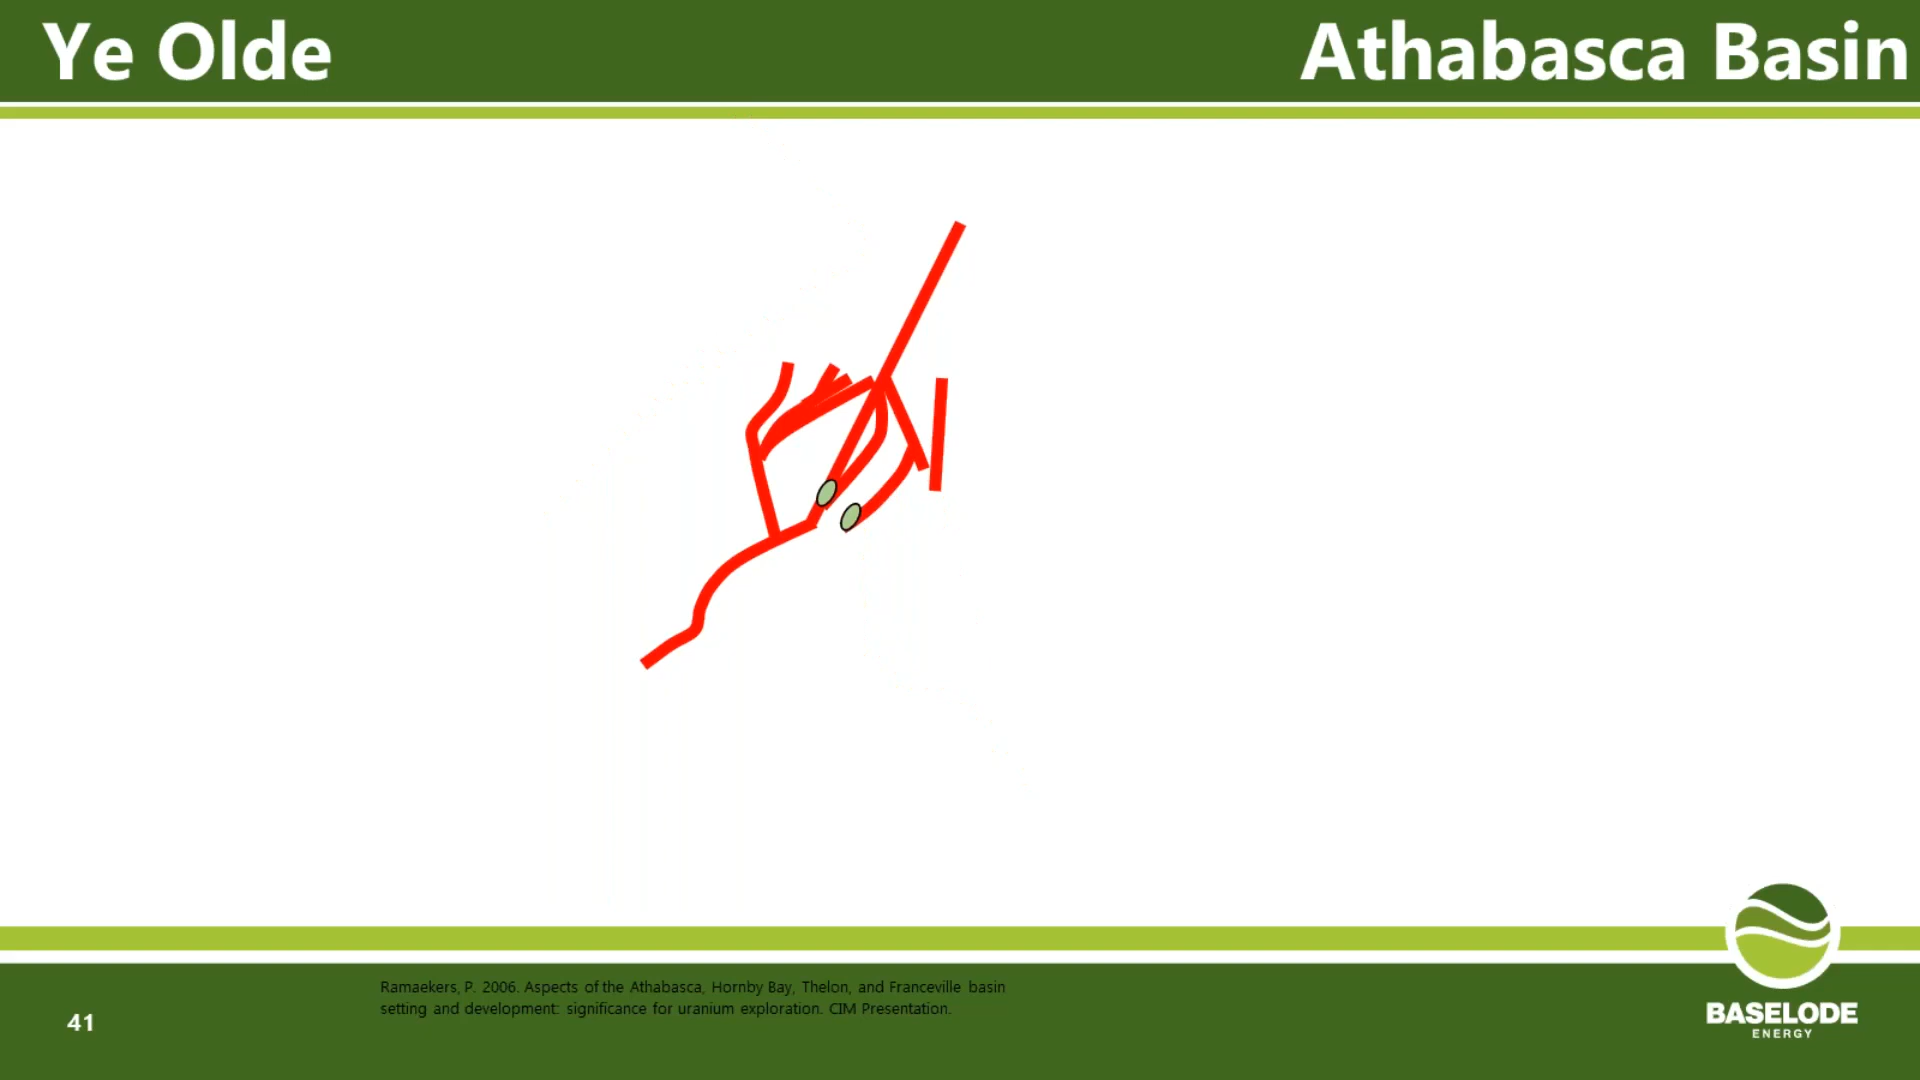 Ye Olde Athabasca Basin
Ramaekers, P. 2006. Aspects of the Athabasca, Hornby Bay, Thelon, and Franceville basin
setting and development: significance for uranium exploration. CIM Presentation.
41
BASELODE
ENERGY